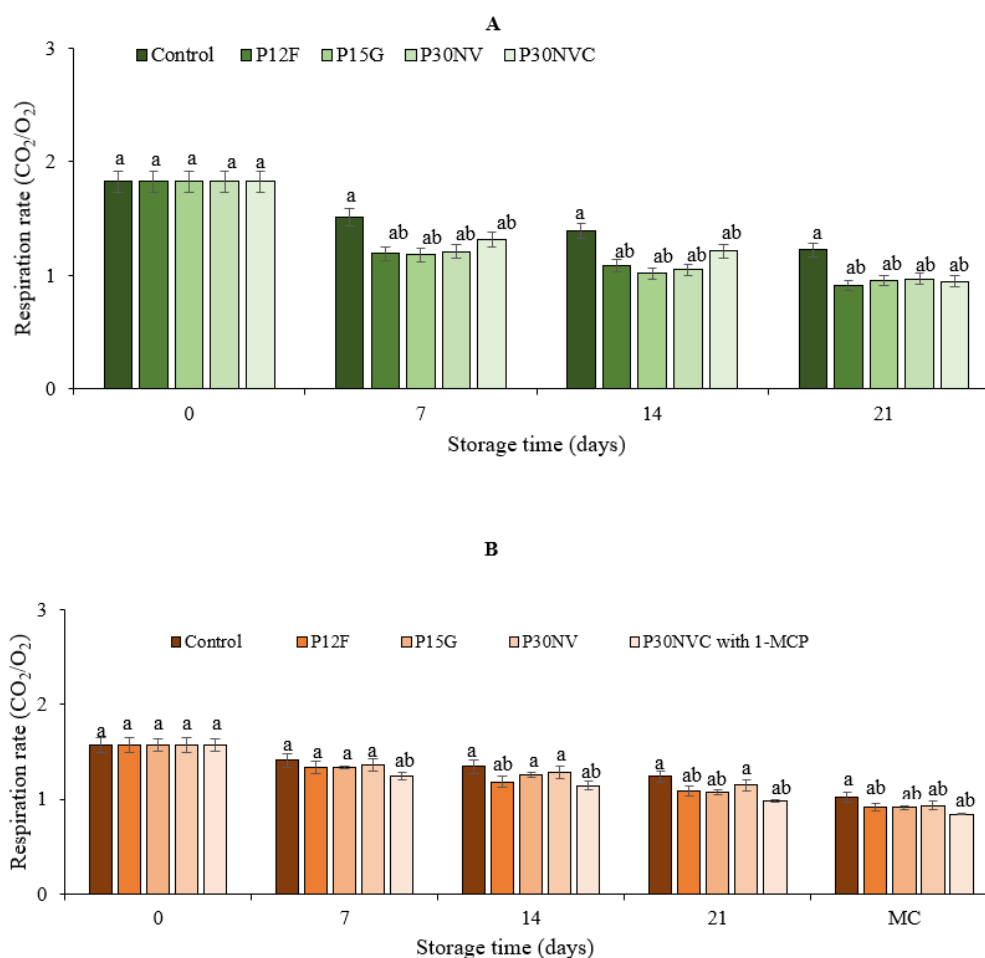 A
3
Control P12F P15G P30NV P30NVC
Respiration rate (CO₂/O₂)
2
1
0
a a a a a
a ab ab ab ab
a ab ab ab ab
a ab ab ab ab
0 7 14 21
Storage time (days)
B
3
Control P12F P15G P30NV P30NVC with 1-MCP
Respiration rate (CO₂/O₂)
2
1
0
a a a a a
a a a a ab
a ab a a ab
a ab ab a ab
a ab ab ab ab
0 7 14 21 MC
Storage time (days)